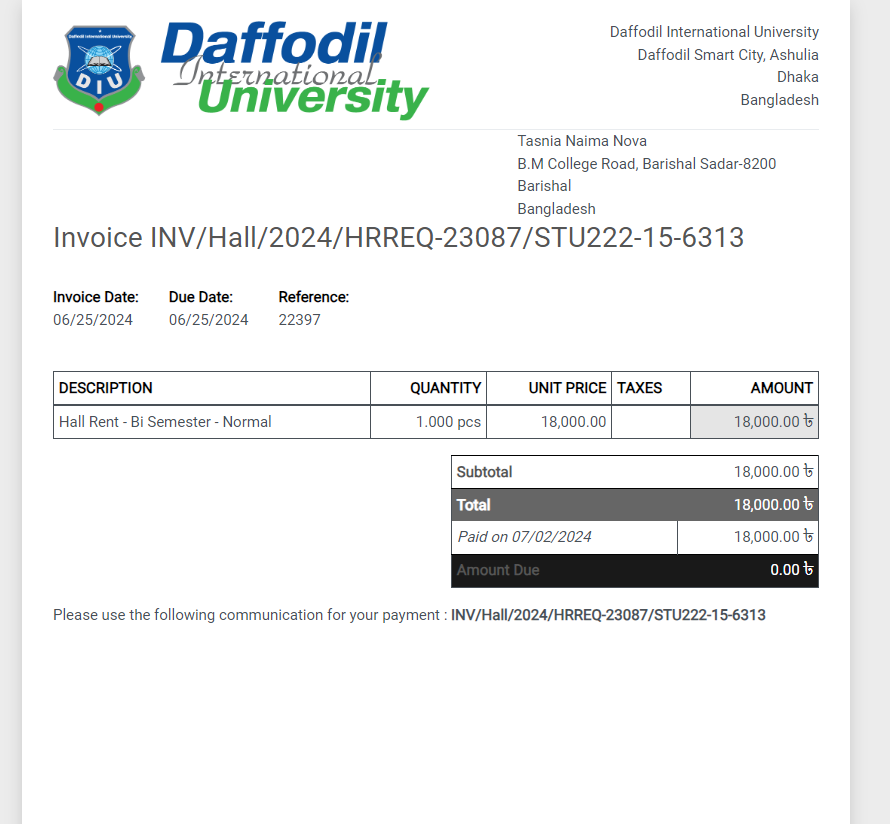 Daffodil International University
DIU
Daffodil
International
University
Daffodil International University
Daffodil Smart City, Ashulia
Dhaka
Bangladesh
Tasnia Naima Nova
B.M College Road, Barishal Sadar-8200
Barishal
Bangladesh
Invoice INV/Hall/2024/HRREQ-23087/STU222-15-6313
Invoice Date: Due Date: Reference:
06/25/2024 06/25/2024 22397
DESCRIPTION QUANTITY UNIT PRICE TAXES AMOUNT
Hall Rent - Bi Semester - Normal 1.000 pcs 18,000.00 18,000.00 ৳
Subtotal 18,000.00 ৳
Total 18,000.00 ৳
Paid on 07/02/2024 18,000.00 ৳
Amount Due 0.00 ৳
Please use the following communication for your payment : INV/Hall/2024/HRREQ-23087/STU222-15-6313